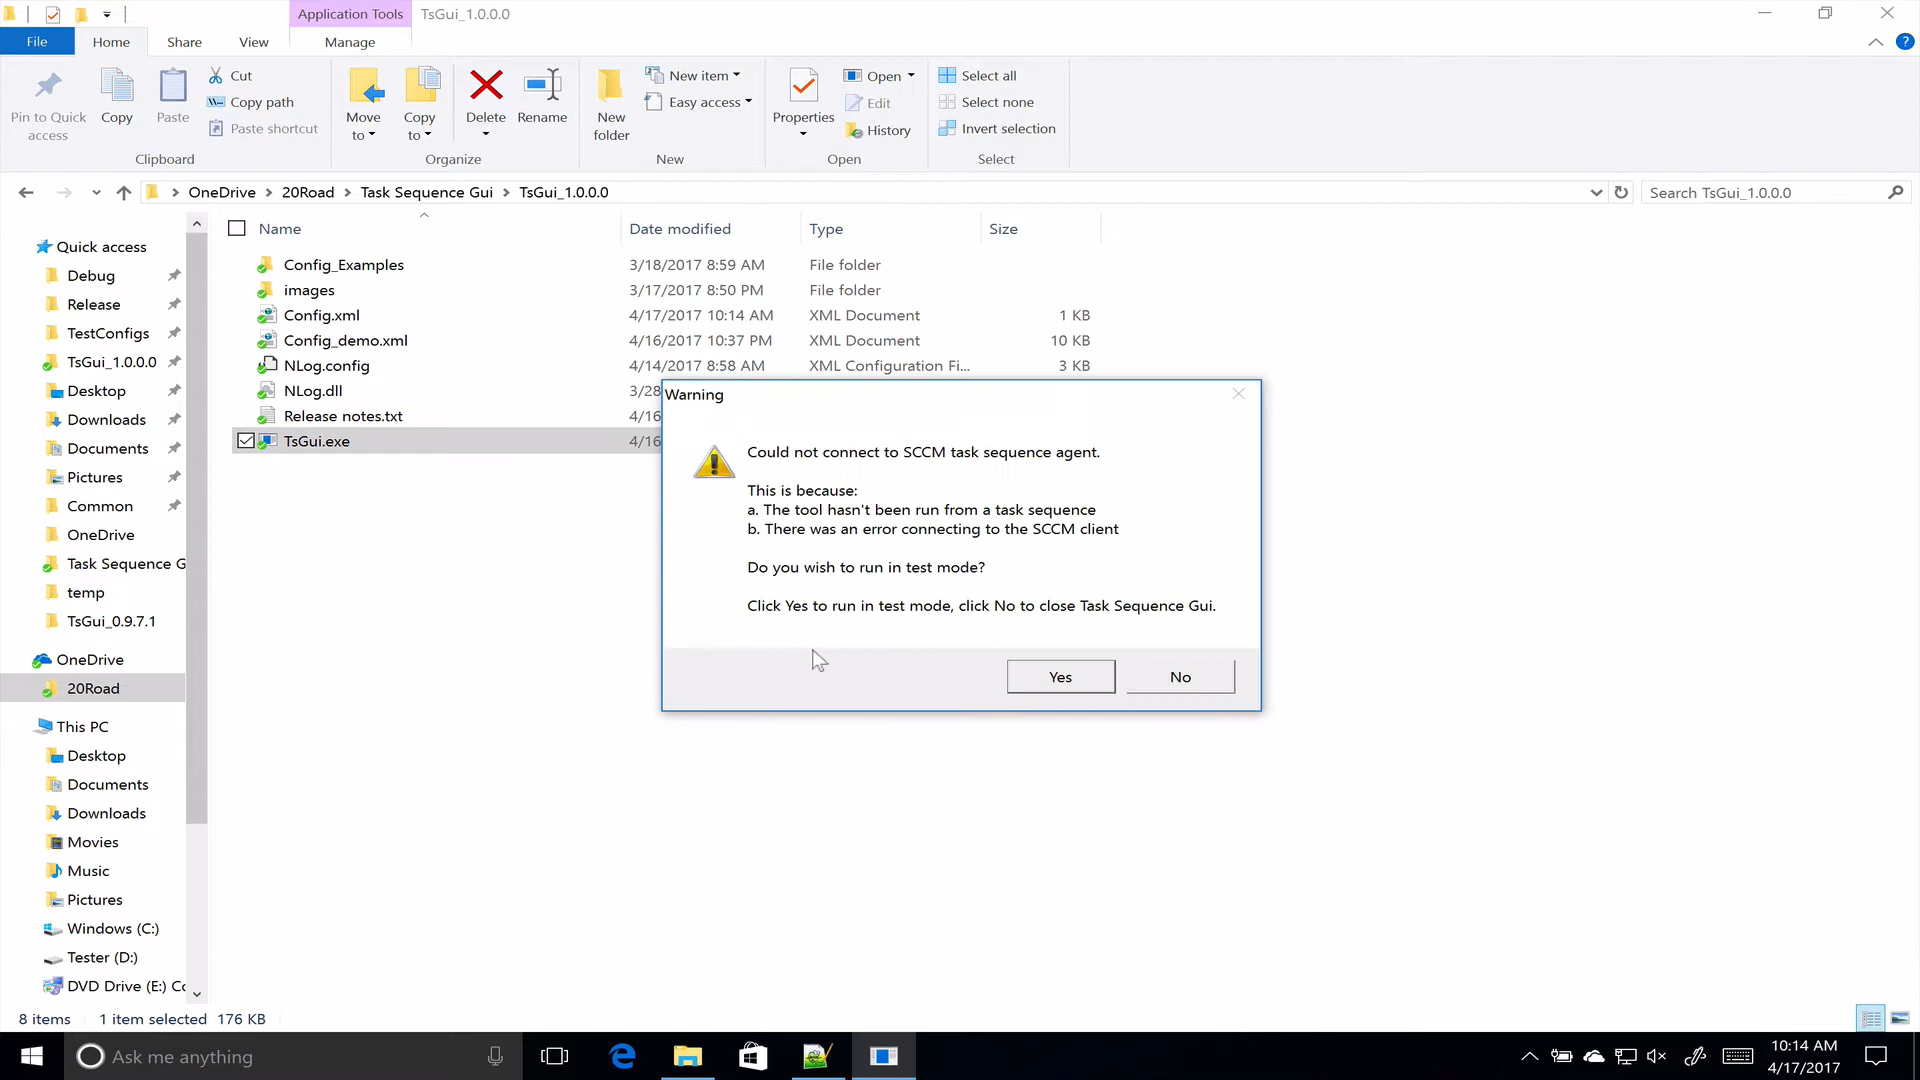 Application Tools TsGui_1.0.0.0
File Home Share View Manage
Pin to Quick access
Copy
Paste
Cut
Copy path
Paste shortcut
Clipboard
Move to
Copy to
Delete
Rename
Organize
New folder
New item
Easy access
New
Properties
Open
Edit
History
Open
Select all
Select none
Invert selection
Select
OneDrive > 20Road > Task Sequence Gui > TsGui_1.0.0.0
Search TsGui_1.0.0.0
Quick access
Debug
Release
TestConfigs
TsGui_1.0.0.0
Desktop
Downloads
Documents
Pictures
Common
OneDrive
Task Sequence G
temp
TsGui_0.9.7.1
OneDrive
20Road
This PC
Desktop
Documents
Downloads
Movies
Music
Pictures
Windows (C:)
Tester (D:)
DVD Drive (E:) Co
Name Date modified Type Size
Config_Examples 3/18/2017 8:59 AM File folder
images 3/17/2017 8:50 PM File folder
Config.xml 4/17/2017 10:14 AM XML Document 1 KB
Config_demo.xml 4/16/2017 10:37 PM XML Document 10 KB
NLog.config 4/14/2017 8:58 AM XML Configuration Fi... 3 KB
NLog.dll 3/28
Release notes.txt 4/16
TsGui.exe 4/16
Warning
Could not connect to SCCM task sequence agent.
This is because:
a. The tool hasn't been run from a task sequence
b. There was an error connecting to the SCCM client
Do you wish to run in test mode?
Click Yes to run in test mode, click No to close Task Sequence Gui.
Yes No
8 items 1 item selected 176 KB
Ask me anything
10:14 AM
4/17/2017